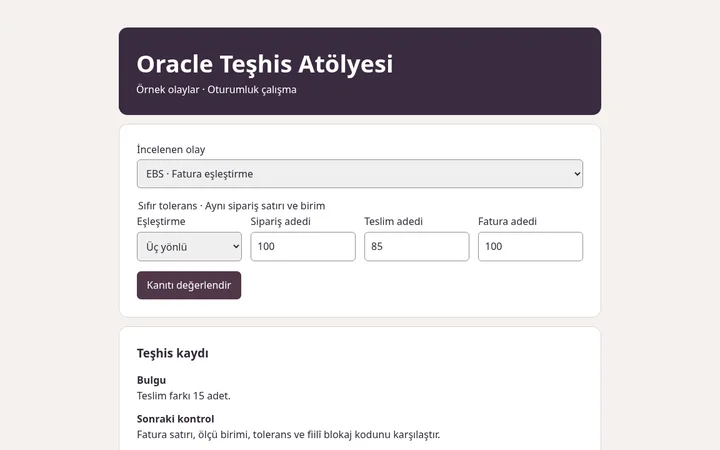 Oracle Teşhis Atölyesi
Örnek olaylar · Oturumluk çalışma
İncelenen olay
EBS · Fatura eşleştirme
Sıfır tolerans · Aynı sipariş satırı ve birim
Eşleştirme Sipariş adedi Teslim adedi Fatura adedi
Üç yönlü 100 85 100
Kanıtı değerlendir
Teşhis kaydı
Bulgu
Teslim farkı 15 adet.
Sonraki kontrol
Fatura satırı, ölçü birimi, tolerans ve fiilî blokaj kodunu karşılaştır.